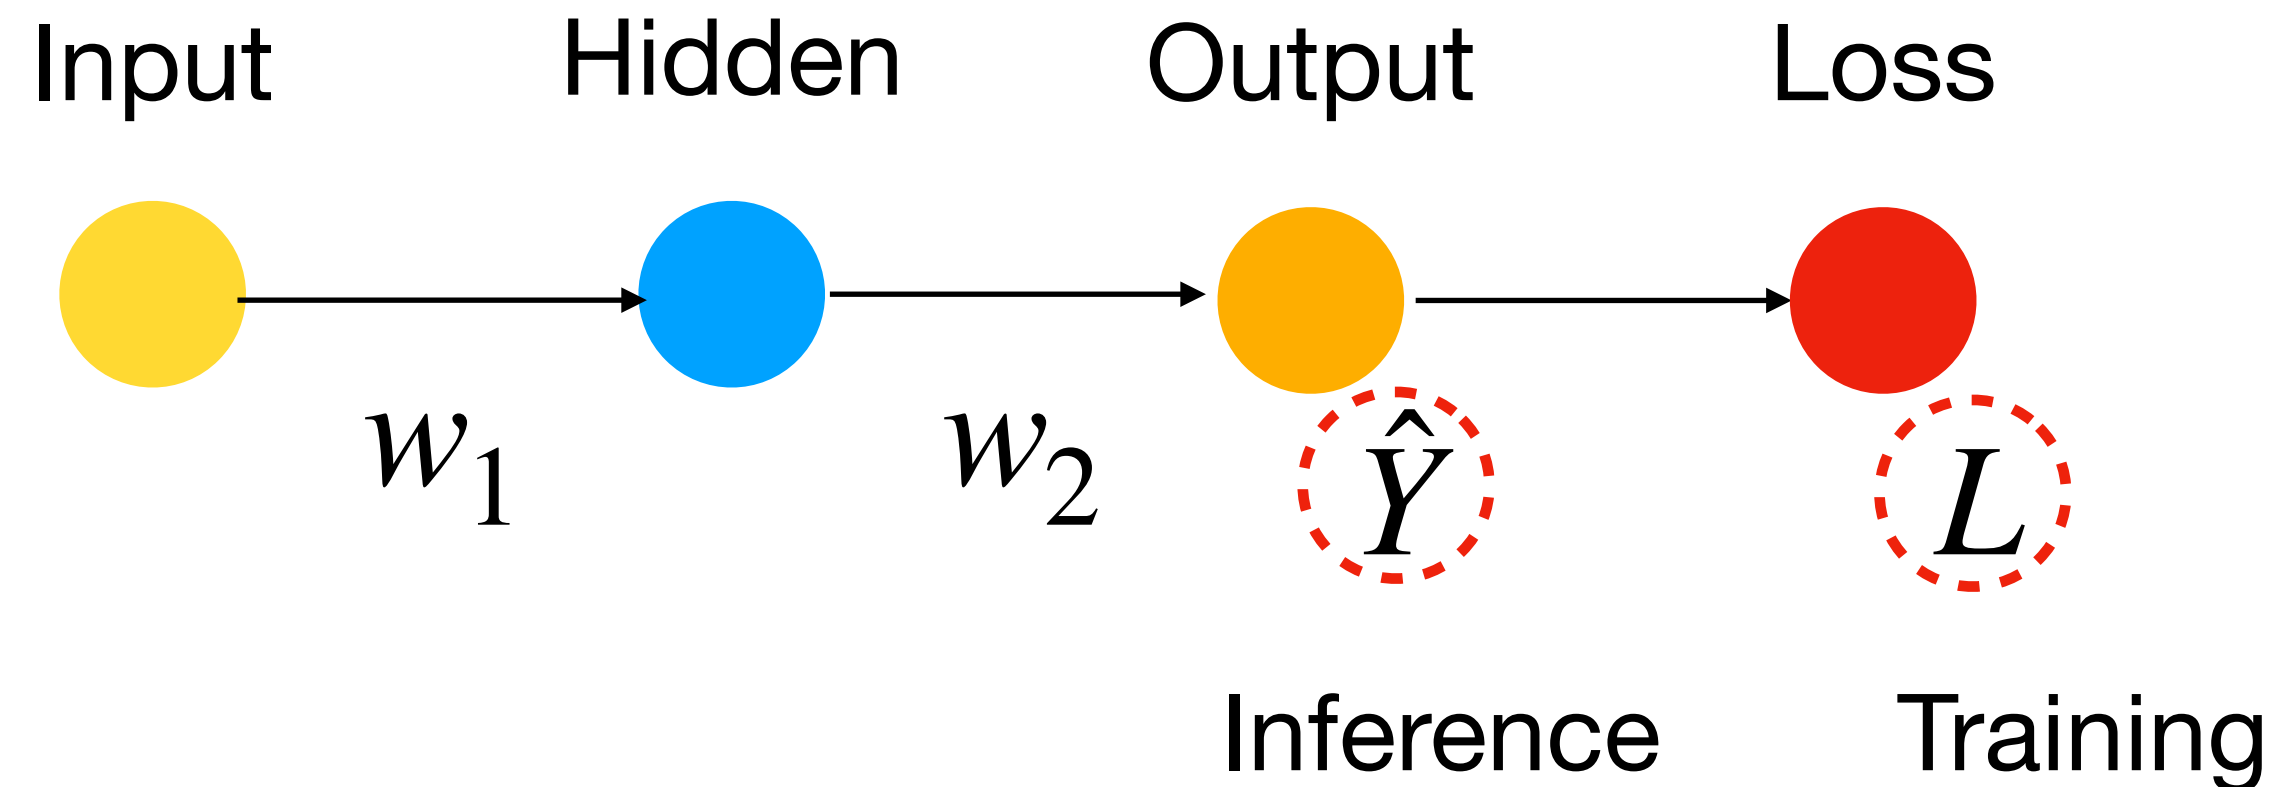 Input Hidden Output Loss
w₁ w₂ Ŷ L
Inference Training